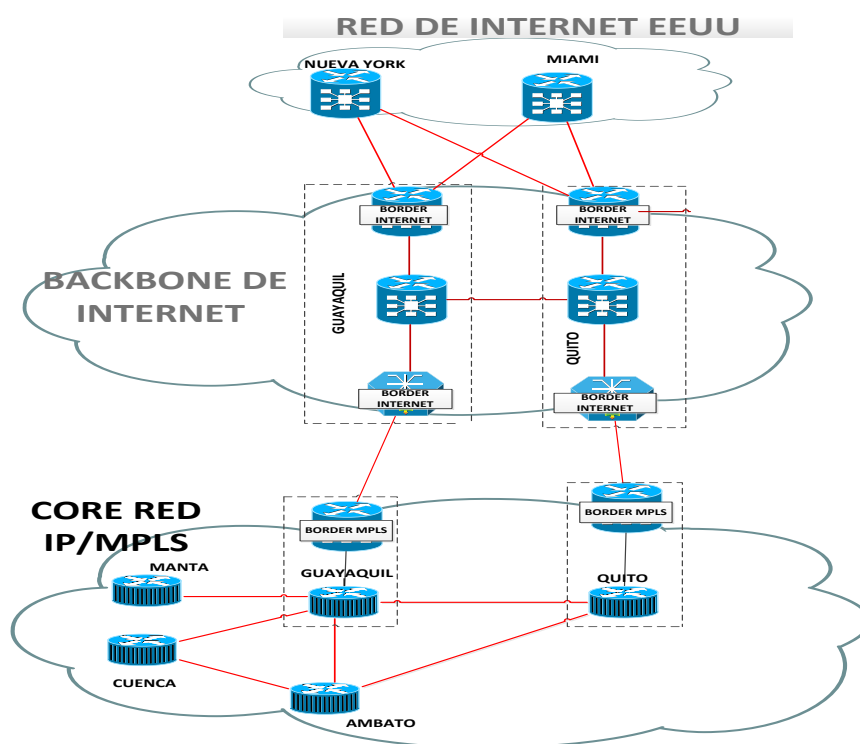 RED DE INTERNET EEUU
NUEVA YORK
MIAMI
BORDER
INTERNET
BORDER
INTERNET
BACKBONE DE
INTERNET
GUAYAQUIL
QUITO
BORDER
INTERNET
BORDER
INTERNET
CORE RED
IP/MPLS
BORDER MPLS
BORDER MPLS
MANTA
GUAYAQUIL
QUITO
CUENCA
AMBATO